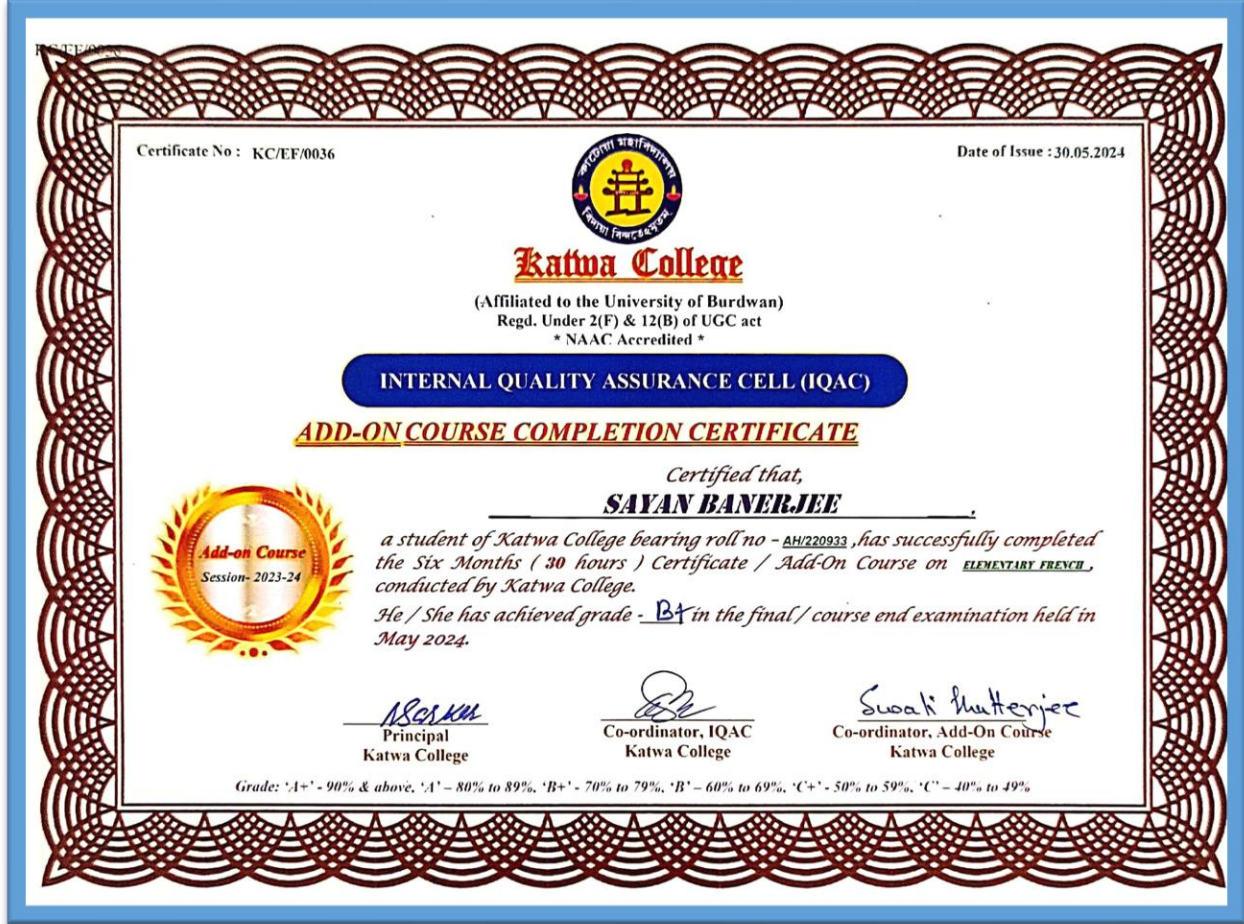 KC/EF/0036
Certificate No : KC/EF/0036
Date of Issue : 30.05.2024
কাটোয়া মহাবিদ্যালয়
Katwa College
(Affiliated to the University of Burdwan)
Regd. Under 2(F) & 12(B) of UGC act
* NAAC Accredited *
INTERNAL QUALITY ASSURANCE CELL (IQAC)
ADD-ON COURSE COMPLETION CERTIFICATE
Certified that,
SAYAN BANERJEE ,
a student of Katwa College bearing roll no - AH/220933 ,has successfully completed
the Six Months ( 30 hours ) Certificate / Add-On Course on ELEMENTARY FRENCH ,
conducted by Katwa College.
He / She has achieved grade - B+ in the final / course end examination held in
May 2024.
Add-on Course
Session- 2023-24
Principal
Katwa College
Co-ordinator, IQAC
Katwa College
Swati Chatterjee
Co-ordinator, Add-On Course
Katwa College
Grade: 'A+' - 90% & above, 'A' – 80% to 89%, 'B+' - 70% to 79%, 'B' – 60% to 69%, 'C+' - 50% to 59%, 'C' – 40% to 49%